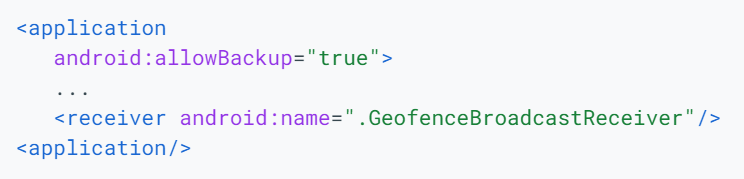 <application
android:allowBackup="true">
...
<receiver android:name=".GeofenceBroadcastReceiver"/>
<application/>